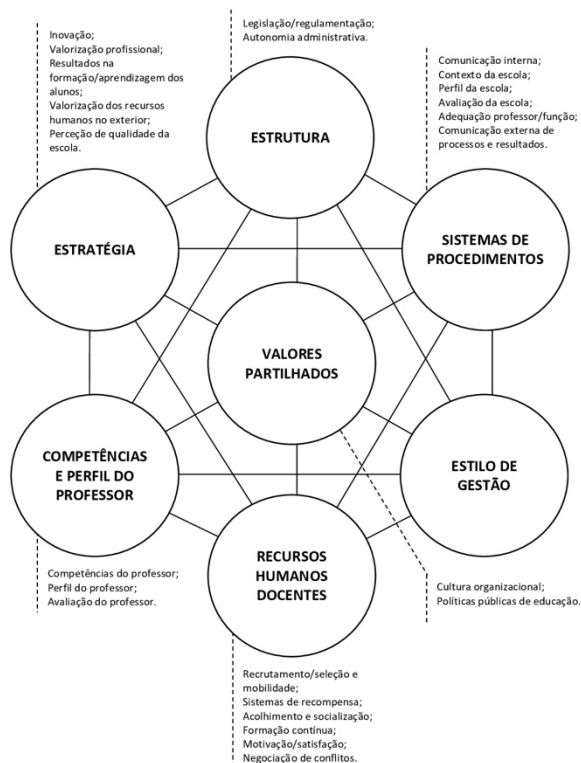 Legislação/regulamentação;
Autonomia administrativa.
Inovação;
Valorização profissional;
Resultados na
formação/aprendizagem dos
alunos;
Valorização dos recursos
humanos no exterior;
Perceção de qualidade da
escola.
Comunicação interna;
Contexto da escola;
Perfil da escola;
Avaliação da escola;
Adequação professor/função;
Comunicação externa de
processos e resultados.
ESTRUTURA
ESTRATÉGIA
SISTEMAS DE
PROCEDIMENTOS
VALORES
PARTILHADOS
COMPETÊNCIAS
E PERFIL DO
PROFESSOR
ESTILO DE
GESTÃO
RECURSOS
HUMANOS
DOCENTES
Competências do professor;
Perfil do professor;
Avaliação do professor.
Cultura organizacional;
Políticas públicas de educação.
Recrutamento/seleção e
mobilidade;
Sistemas de recompensa;
Acolhimento e socialização;
Formação contínua;
Motivação/satisfação;
Negociação de conflitos.